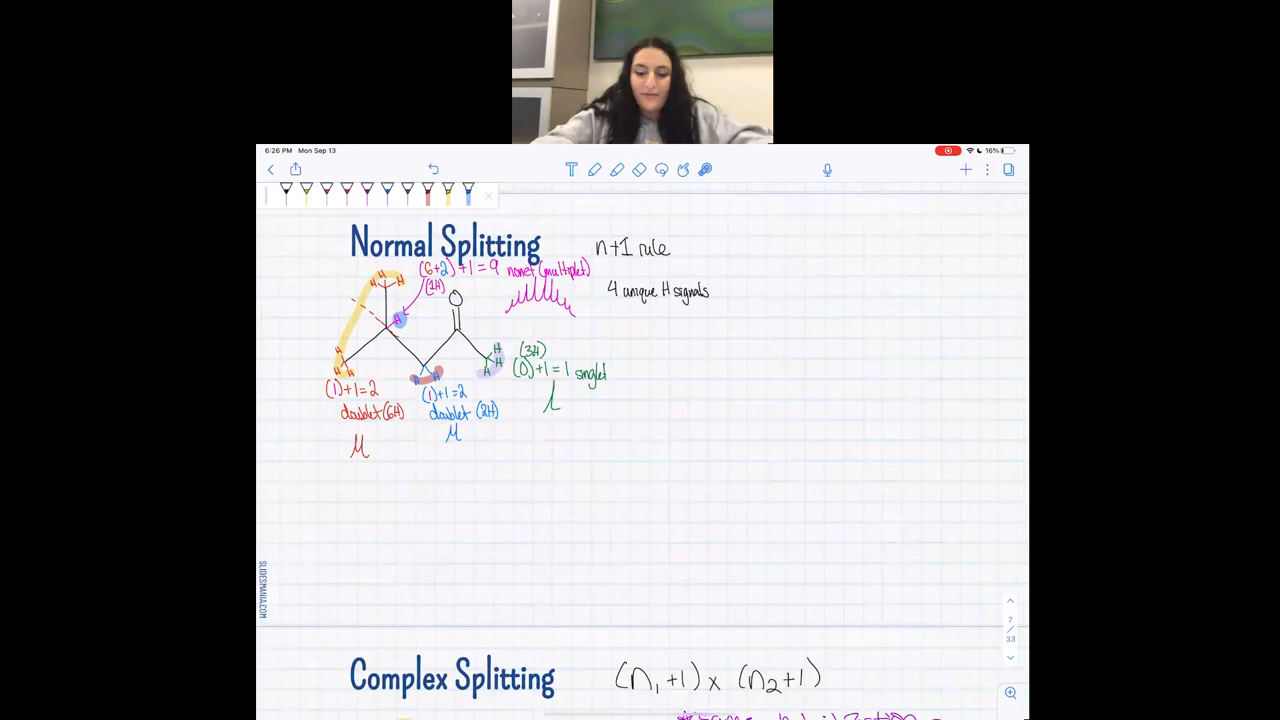 6:26 PM Mon Sep 13
16%
T
Normal Splitting
n+1 rule
(6+2)+1=9 nonet (multiplet)
(1H)
4 unique H signals
H
H H
H
O
H
H H
H
H
H
H
H H
(3H)
(0)+1=1 singlet
(1)+1=2
doublet (6H)
(1)+1=2
doublet (2H)
SLIDESMANIA.COM
7
/
33
Complex Splitting
(n₁+1) x (n₂+1)